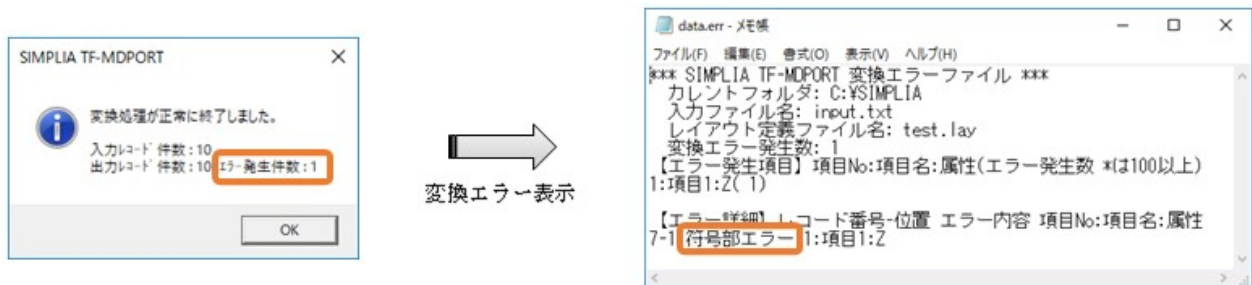 SIMPLIA TF-MDPORT
変換処理が正常に終了しました。
入力ﾚｺｰﾄﾞ件数:10
出力ﾚｺｰﾄﾞ件数:10 ｴﾗｰ発生件数:1
OK
変換エラー表示
data.err - メモ帳
ファイル(F) 編集(E) 書式(O) 表示(V) ヘルプ(H)
*** SIMPLIA TF-MDPORT 変換エラーファイル ***
カレントフォルダ: C:¥SIMPLIA
入力ファイル名: input.txt
レイアウト定義ファイル名: test.lay
変換エラー発生数: 1
【エラー発生項目】項目No:項目名:属性(エラー発生数 *は100以上)
1:項目1:Z( 1)
【エラー詳細】レコード番号-位置 エラー内容 項目No:項目名:属性
7-1 符号部エラー 1:項目1:Z